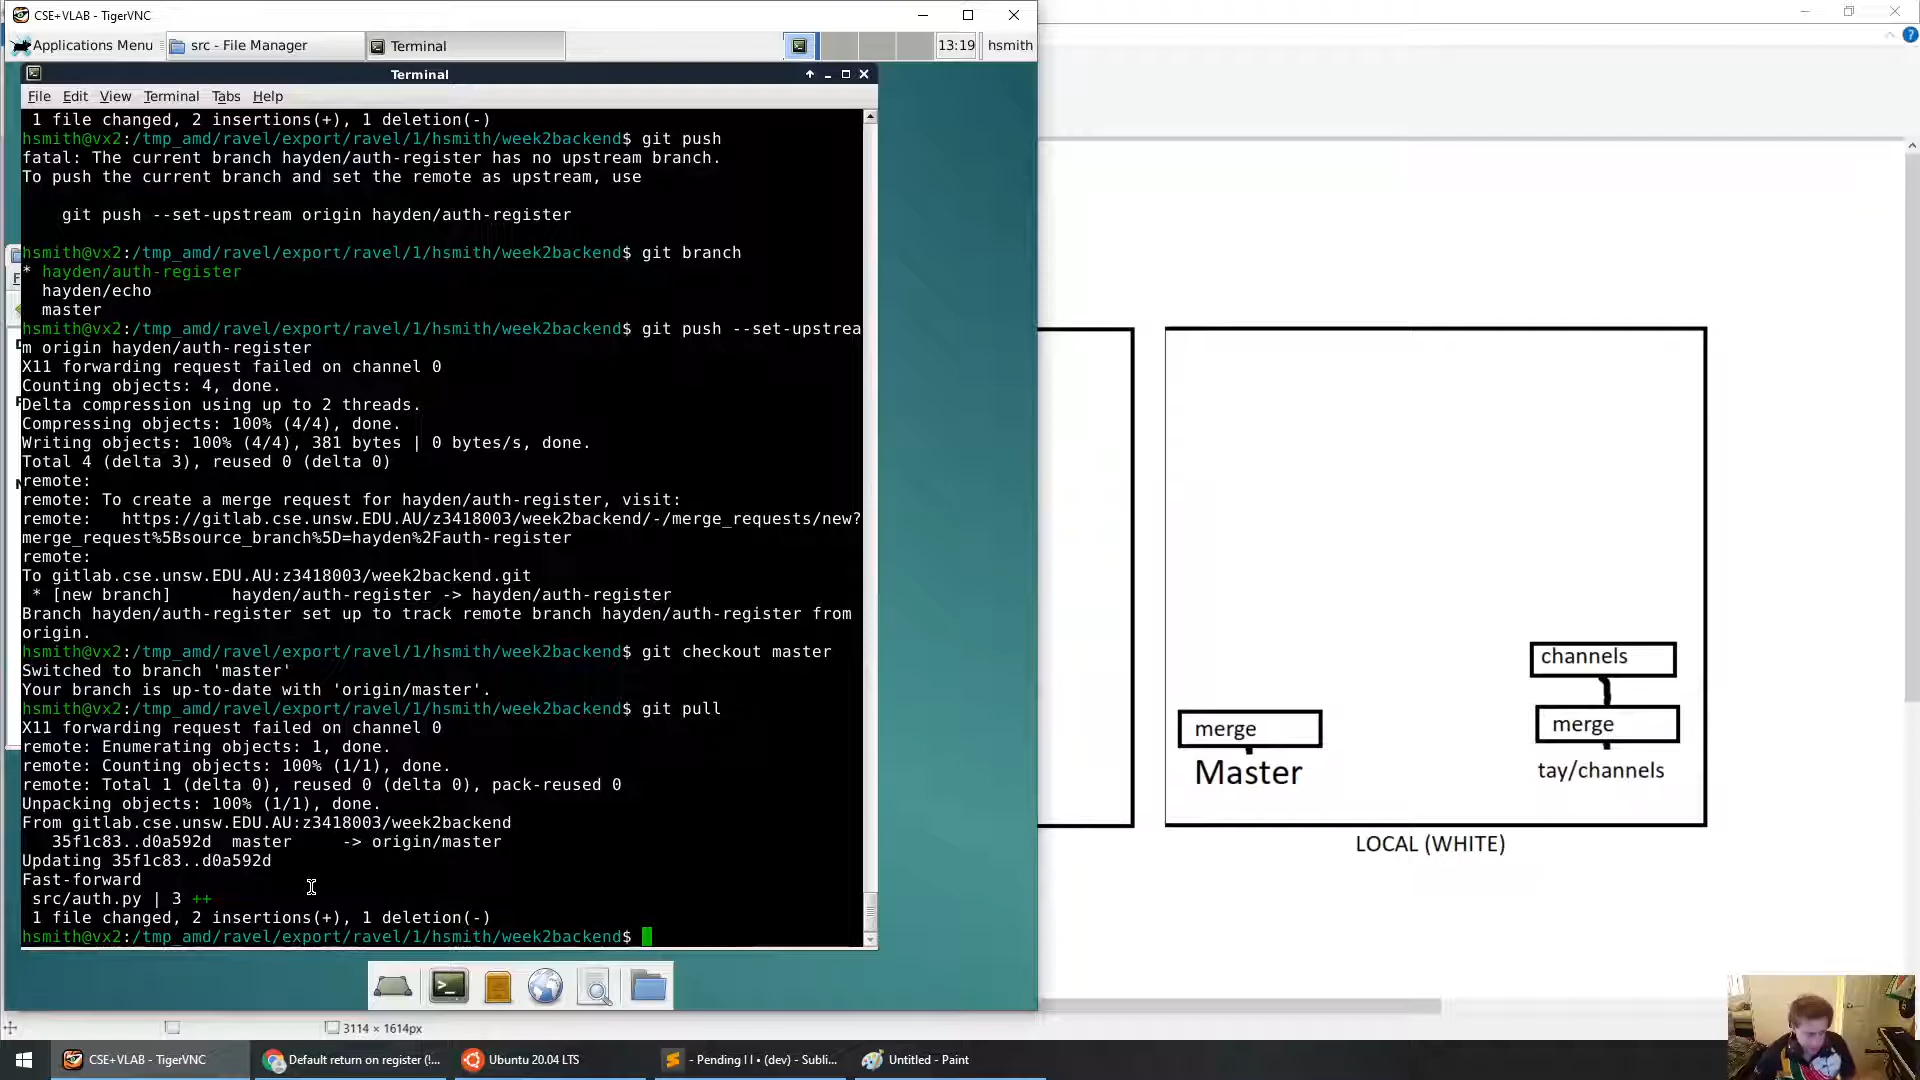 CSE+VLAB - TigerVNC
Applications Menu
src - File Manager
Terminal
13:19
hsmith
Terminal
File Edit View Terminal Tabs Help
1 file changed, 2 insertions(+), 1 deletion(-)
hsmith@vx2:/tmp_amd/ravel/export/ravel/1/hsmith/week2backend$ git push
fatal: The current branch hayden/auth-register has no upstream branch.
To push the current branch and set the remote as upstream, use
git push --set-upstream origin hayden/auth-register
hsmith@vx2:/tmp_amd/ravel/export/ravel/1/hsmith/week2backend$ git branch
* hayden/auth-register
hayden/echo
master
hsmith@vx2:/tmp_amd/ravel/export/ravel/1/hsmith/week2backend$ git push --set-upstrea
m origin hayden/auth-register
X11 forwarding request failed on channel 0
Counting objects: 4, done.
Delta compression using up to 2 threads.
Compressing objects: 100% (4/4), done.
Writing objects: 100% (4/4), 381 bytes | 0 bytes/s, done.
Total 4 (delta 3), reused 0 (delta 0)
remote:
remote: To create a merge request for hayden/auth-register, visit:
remote:   https://gitlab.cse.unsw.EDU.AU/z3418003/week2backend/-/merge_requests/new?
merge_request%5Bsource_branch%5D=hayden%2Fauth-register
remote:
To gitlab.cse.unsw.EDU.AU:z3418003/week2backend.git
* [new branch]      hayden/auth-register -> hayden/auth-register
Branch hayden/auth-register set up to track remote branch hayden/auth-register from
origin.
hsmith@vx2:/tmp_amd/ravel/export/ravel/1/hsmith/week2backend$ git checkout master
Switched to branch 'master'
Your branch is up-to-date with 'origin/master'.
hsmith@vx2:/tmp_amd/ravel/export/ravel/1/hsmith/week2backend$ git pull
X11 forwarding request failed on channel 0
remote: Enumerating objects: 1, done.
remote: Counting objects: 100% (1/1), done.
remote: Total 1 (delta 0), reused 0 (delta 0), pack-reused 0
Unpacking objects: 100% (1/1), done.
From gitlab.cse.unsw.EDU.AU:z3418003/week2backend
35f1c83..d0a592d  master     -> origin/master
Updating 35f1c83..d0a592d
Fast-forward
src/auth.py | 3 ++
1 file changed, 2 insertions(+), 1 deletion(-)
hsmith@vx2:/tmp_amd/ravel/export/ravel/1/hsmith/week2backend$
channels
merge
merge
Master
tay/channels
LOCAL (WHITE)
3114 × 1614px
CSE+VLAB - TigerVNC
Default return on register (!...
Ubuntu 20.04 LTS
- Pending I I • (dev) - Subli...
Untitled - Paint